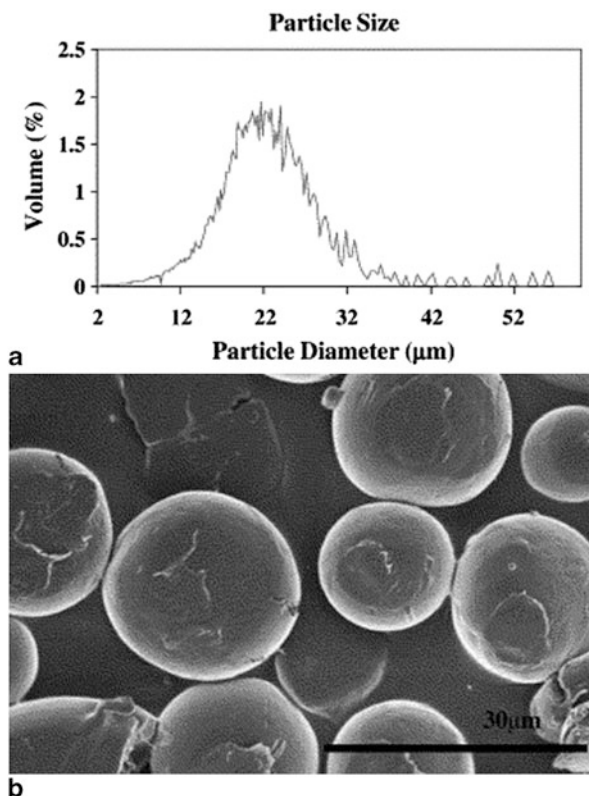 Particle Size
2.5
2
1.5
1
0.5
0
Volume (%)
2 12 22 32 42 52
Particle Diameter (µm)
a
30µm
b